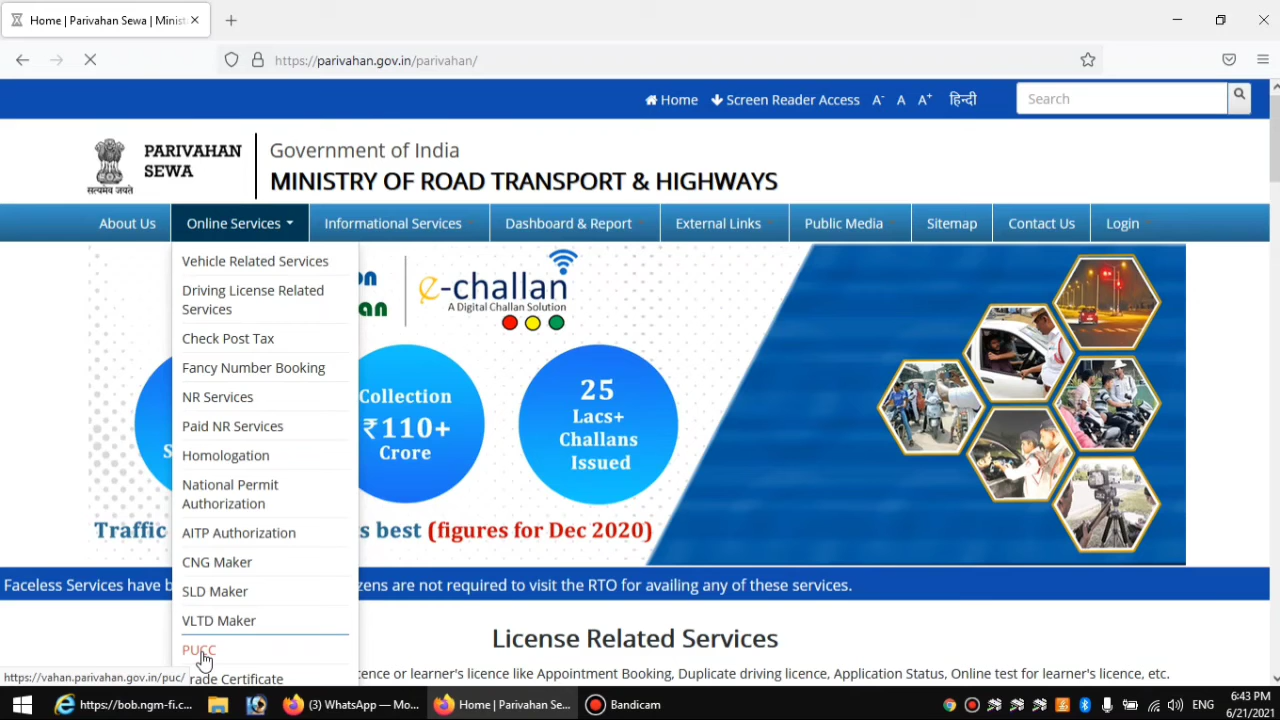 Home | Parivahan Sewa | Minist
https://parivahan.gov.in/parivahan/
Home
Screen Reader Access
A-
A
A+
हिन्दी
Search
सत्यमेव जयते
PARIVAHAN
SEWA
Government of India
MINISTRY OF ROAD TRANSPORT & HIGHWAYS
About Us
Online Services
Informational Services
Dashboard & Report
External Links
Public Media
Sitemap
Contact Us
Login
Vehicle Related Services
Driving License Related
Services
Check Post Tax
Fancy Number Booking
NR Services
Paid NR Services
Homologation
National Permit
Authorization
AITP Authorization
CNG Maker
SLD Maker
VLTD Maker
PUCC
rade Certificate
on
an
e-challan
A Digital Challan Solution
S
Collection
₹110+
Crore
25
Lacs+
Challans
Issued
Traffic
s best (figures for Dec 2020)
Faceless Services have b
zens are not required to visit the RTO for availing any of these services.
License Related Services
cence or learner's licence like Appointment Booking, Duplicate driving licence, Application Status, Online test for learner's licence, etc.
https://vahan.parivahan.gov.in/puc/
https://bob.ngm-fi.c...
(3) WhatsApp — Mo...
Home | Parivahan Se...
Bandicam
ENG
6:43 PM
6/21/2021